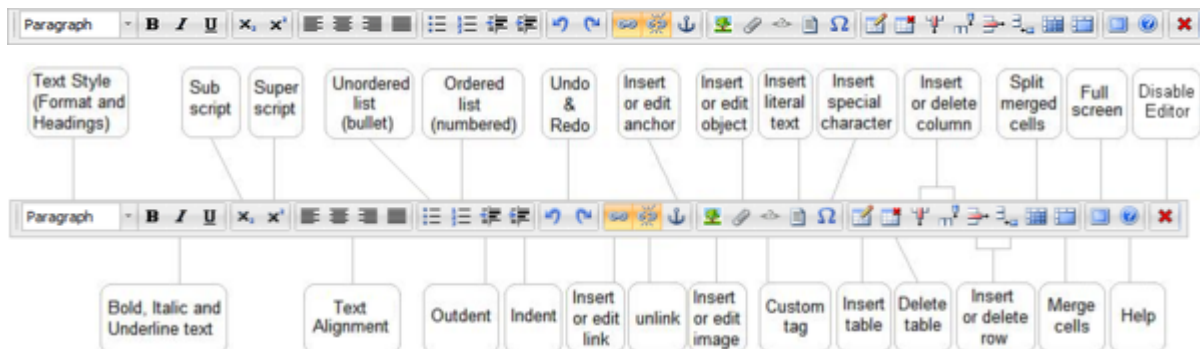 Paragraph
B I U
Text Style
(Format and
Headings)
Sub
script
Super
script
Unordered
list
(bullet)
Ordered
list
(numbered)
Undo
&
Redo
Insert
or edit
anchor
Insert
or edit
object
Insert
literal
text
Insert
special
character
Insert
or delete
column
Split
merged
cells
Full
screen
Disable
Editor
Paragraph
B I U
Bold, Italic and
Underline text
Text
Alignment
Outdent
Indent
Insert
or edit
link
unlink
Insert
or edit
image
Custom
tag
Insert
table
Delete
table
Insert
or delete
row
Merge
cells
Help